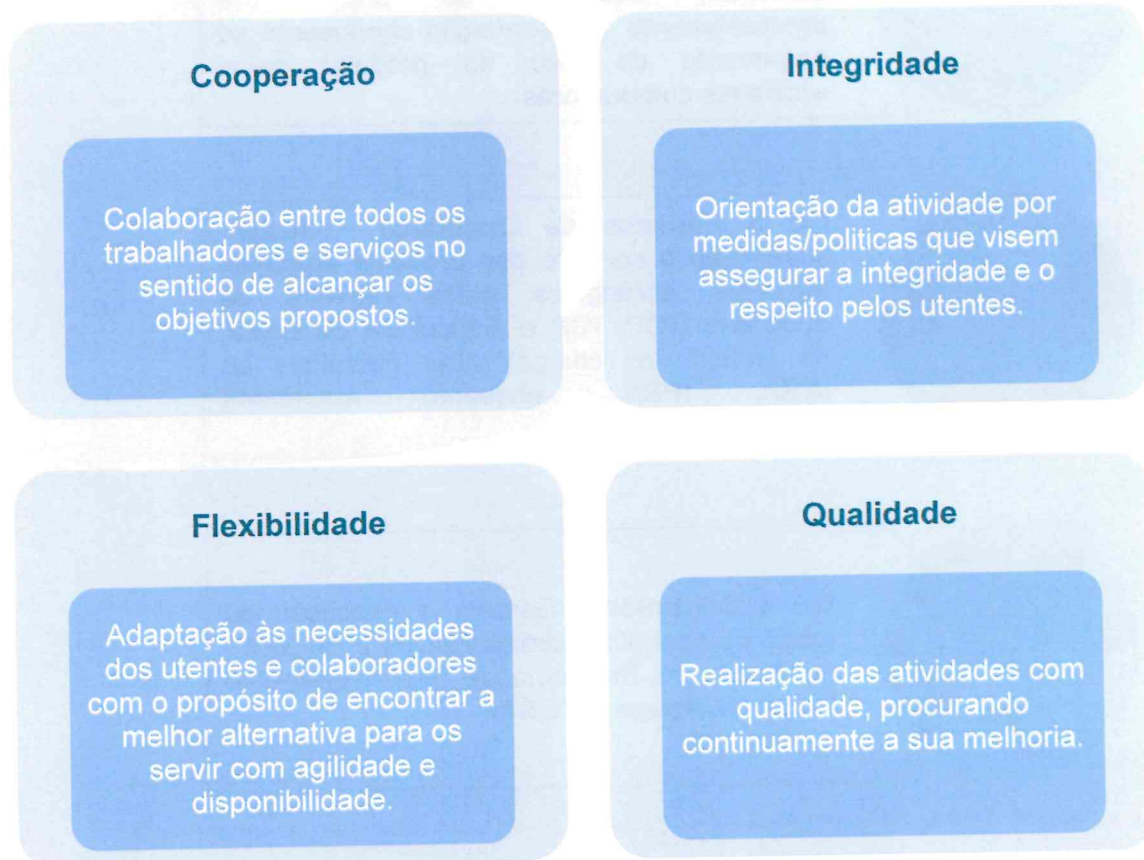 Cooperação
Colaboração entre todos os
trabalhadores e serviços no
sentido de alcançar os
objetivos propostos.
Integridade
Orientação da atividade por
medidas/politicas que visem
assegurar a integridade e o
respeito pelos utentes.
Flexibilidade
Adaptação às necessidades
dos utentes e colaboradores
com o propósito de encontrar a
melhor alternativa para os
servir com agilidade e
disponibilidade.
Qualidade
Realização das atividades com
qualidade, procurando
continuamente a sua melhoria.